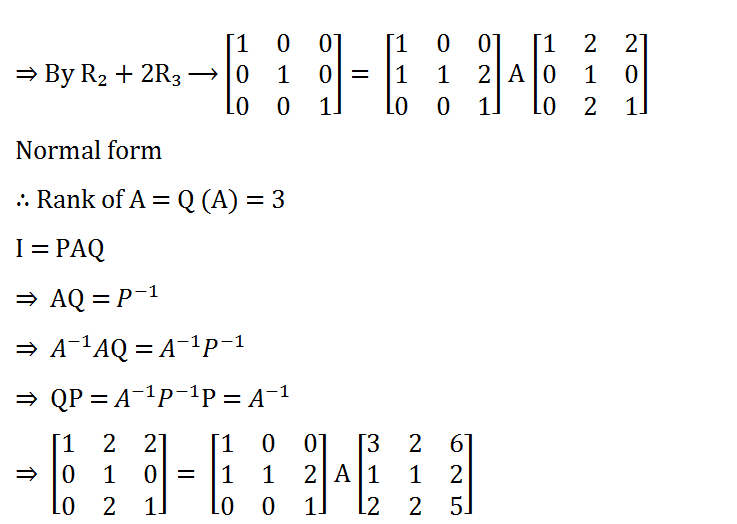 ⇒ By R₂ + 2R₃ ⟶ [1 0 0; 0 1 0; 0 0 1] = [1 0 0; 1 1 2; 0 0 1] A [1 2 2; 0 1 0; 0 2 1]
Normal form
∴ Rank of A = Q (A) = 3
I = PAQ
⇒ AQ = P⁻¹
⇒ A⁻¹AQ = A⁻¹P⁻¹
⇒ QP = A⁻¹P⁻¹P = A⁻¹
⇒ [1 2 2; 0 1 0; 0 2 1] = [1 0 0; 1 1 2; 0 0 1] A [3 2 6; 1 1 2; 2 2 5]